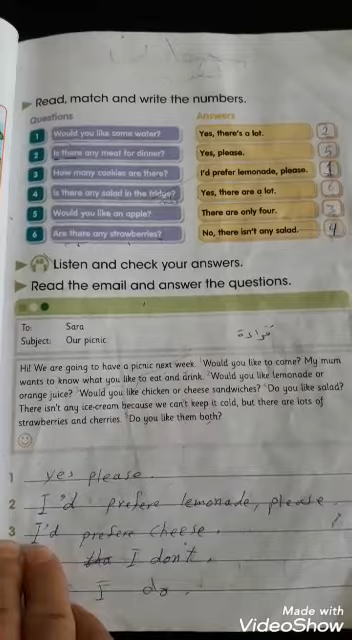 Read, match and write the numbers.
Questions
Answers
1 Would you like some water?
Yes, there's a lot. 2
2 Is there any meat for dinner?
Yes, please. 5
3 How many cookies are there?
I'd prefer lemonade, please. 1
4 Is there any salad in the fridge?
Yes, there are a lot. 6
5 Would you like an apple?
There are only four. 3
6 Are there any strawberries?
No, there isn't any salad. 4
Listen and check your answers.
Read the email and answer the questions.
To: Sara
Subject: Our picnic
Hi! We are going to have a picnic next week. 1Would you like to come? My mum
wants to know what you like to eat and drink. 2Would you like lemonade or
orange juice? 3Would you like chicken or cheese sandwiches? 4Do you like salad?
There isn't any ice-cream because we can't keep it cold, but there are lots of
strawberries and cherries. 5Do you like them both?
1 yes please.
2 I'd prefere lemonade, please.
3 I'd prefere cheese.
I don't.
I do.
Made with
VideoShow